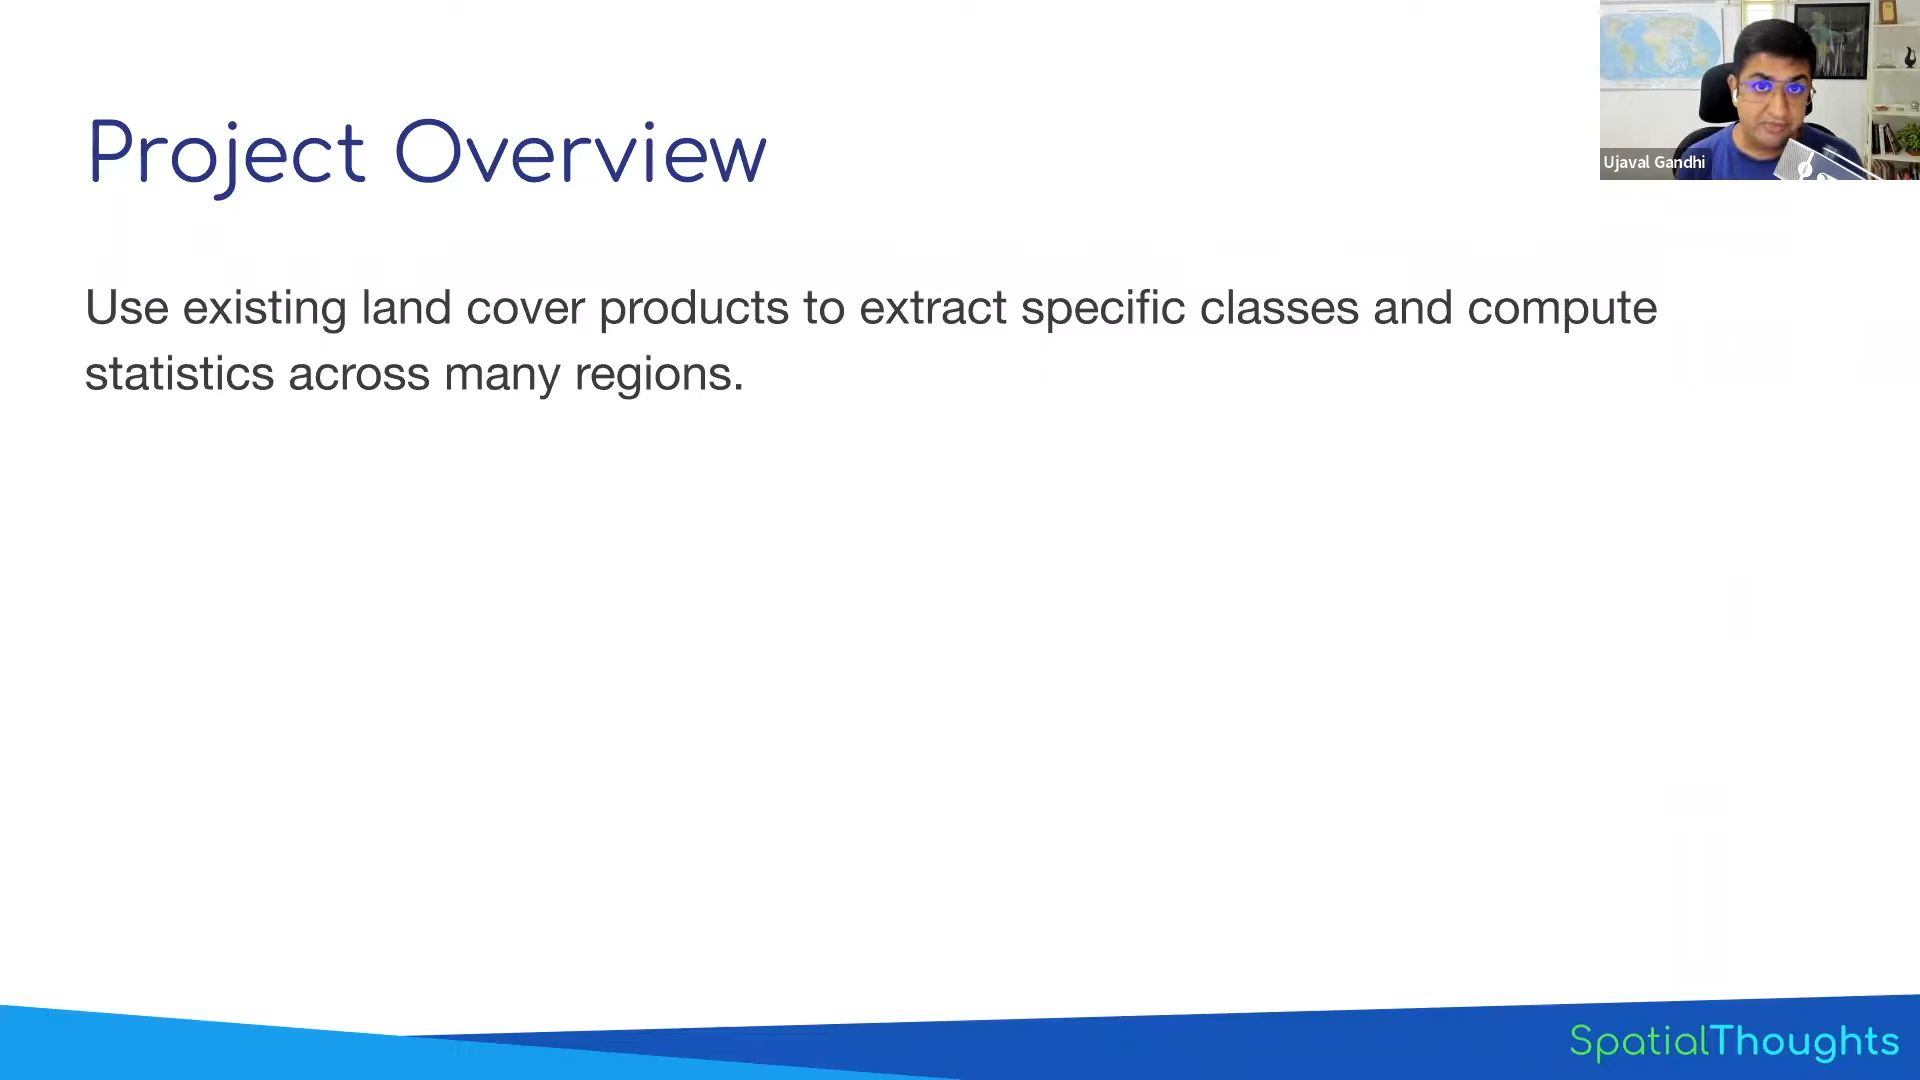 Project Overview
Ujaval Gandhi
Use existing land cover products to extract specific classes and compute
statistics across many regions.
SpatialThoughts